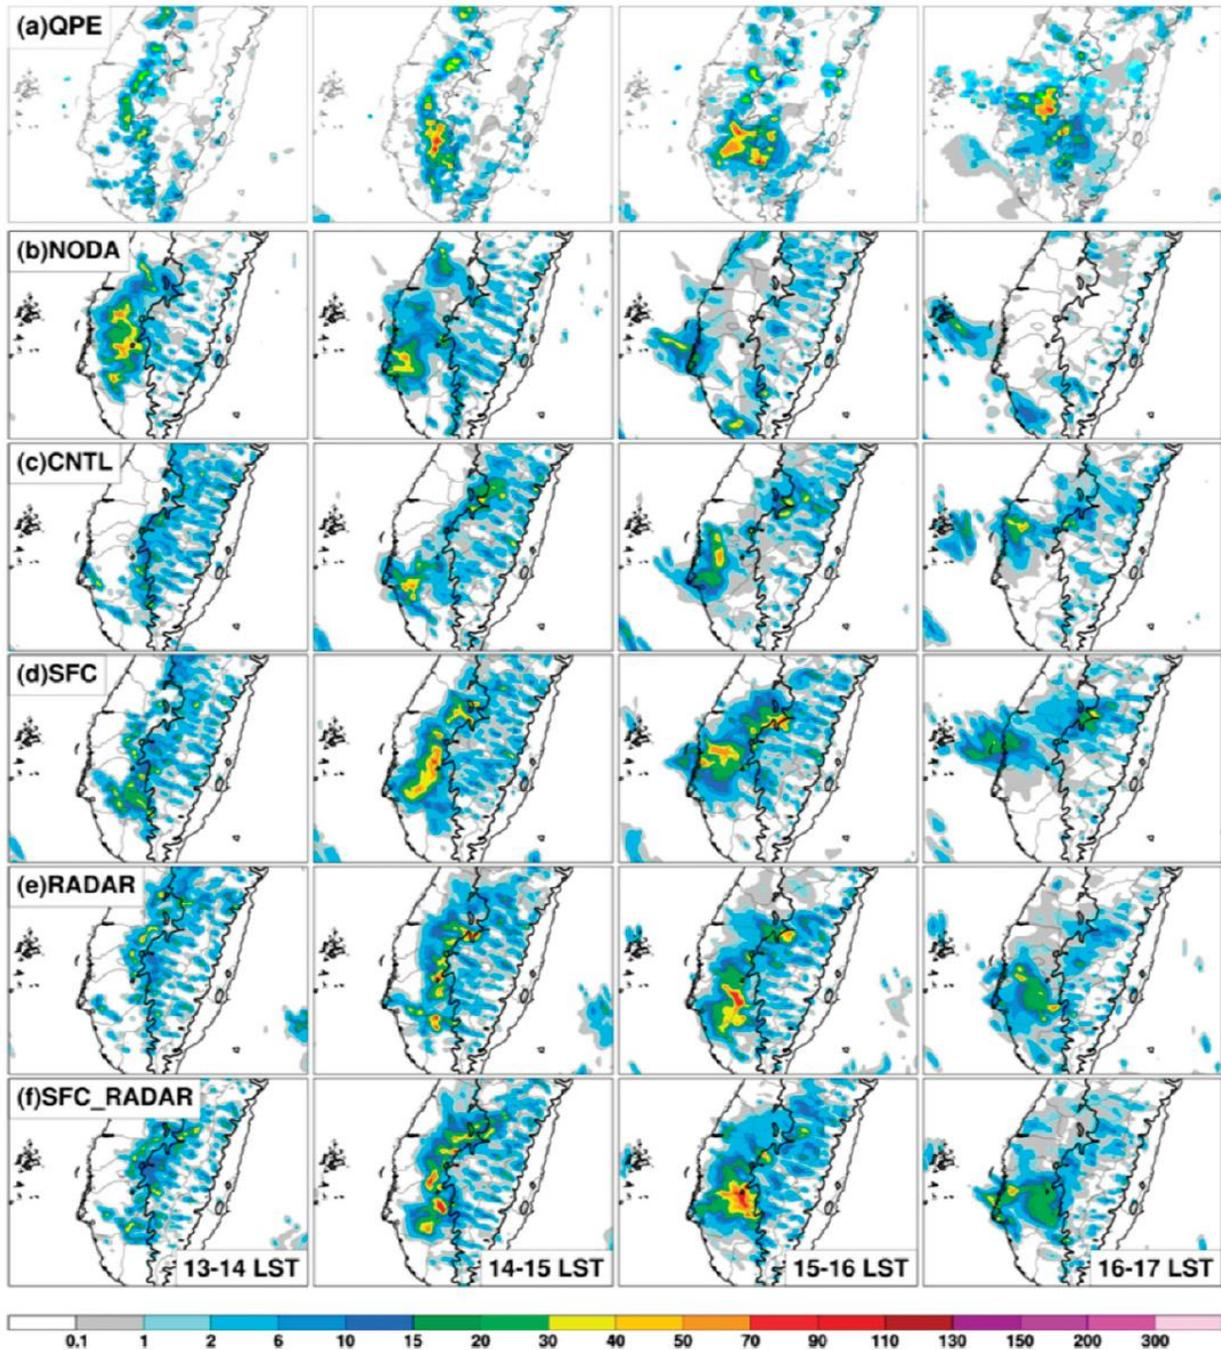 (a)QPE
(b)NODA
(c)CNTL
(d)SFC
(e)RADAR
(f)SFC_RADAR
13-14 LST
14-15 LST
15-16 LST
16-17 LST
0.1 1 2 6 10 15 20 30 40 50 70 90 110 130 150 200 300